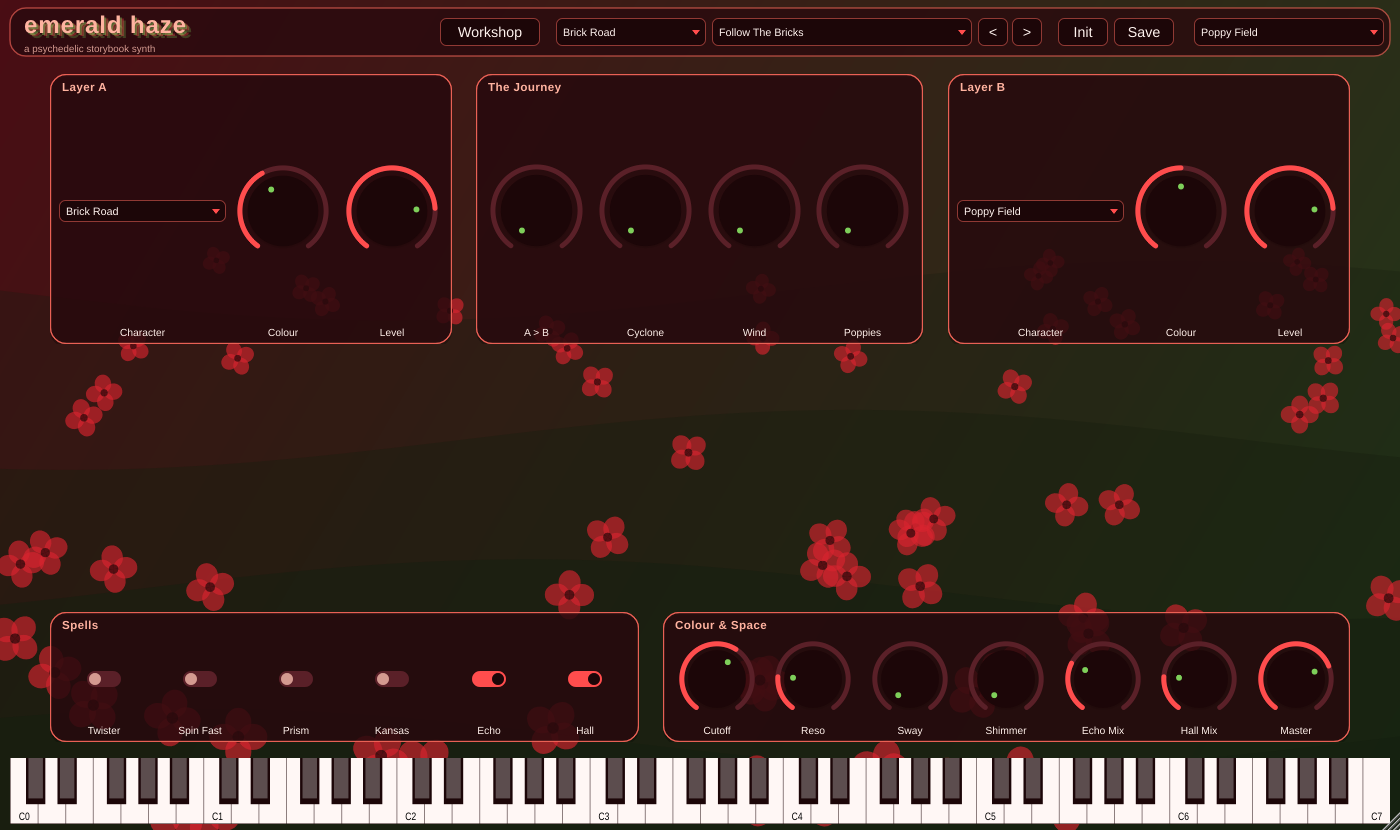 emerald haze
a psychedelic storybook synth
Workshop
Brick Road
Follow The Bricks
<
>
Init
Save
Poppy Field
Layer A
Brick Road
Character
Colour
Level
The Journey
A > B
Cyclone
Wind
Poppies
Layer B
Poppy Field
Character
Colour
Level
Spells
Twister
Spin Fast
Prism
Kansas
Echo
Hall
Colour & Space
Cutoff
Reso
Sway
Shimmer
Echo Mix
Hall Mix
Master
C0 C1 C2 C3 C4 C5 C6 C7